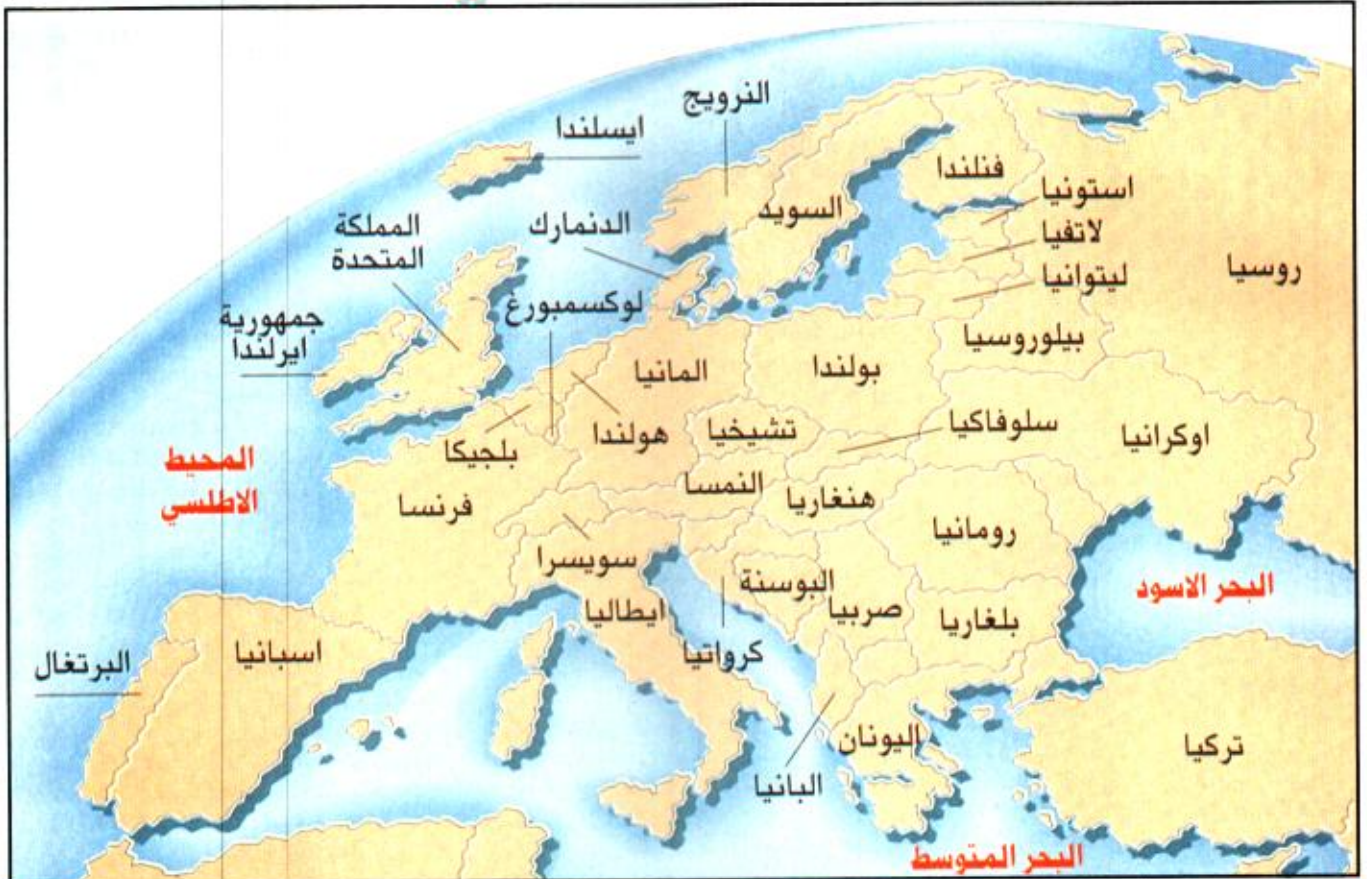 النرويج
ايسلندا
فنلندا
استونيا
السويد
الدنمارك
المملكة
المتحدة
لاتفيا
روسيا
ليتوانيا
لوكسمبورغ
جمهورية
ايرلندا
بيلوروسيا
بولندا
المانيا
سلوفاكيا
اوكرانيا
تشيخيا
هولندا
بلجيكا
المحيط
الاطلسي
النمسا
هنغاريا
فرنسا
رومانيا
سويسرا
البوسنة
البحر الاسود
صربيا
ايطاليا
بلغاريا
اسبانيا
كرواتيا
البرتغال
اليونان
تركيا
البانيا
البحر المتوسط